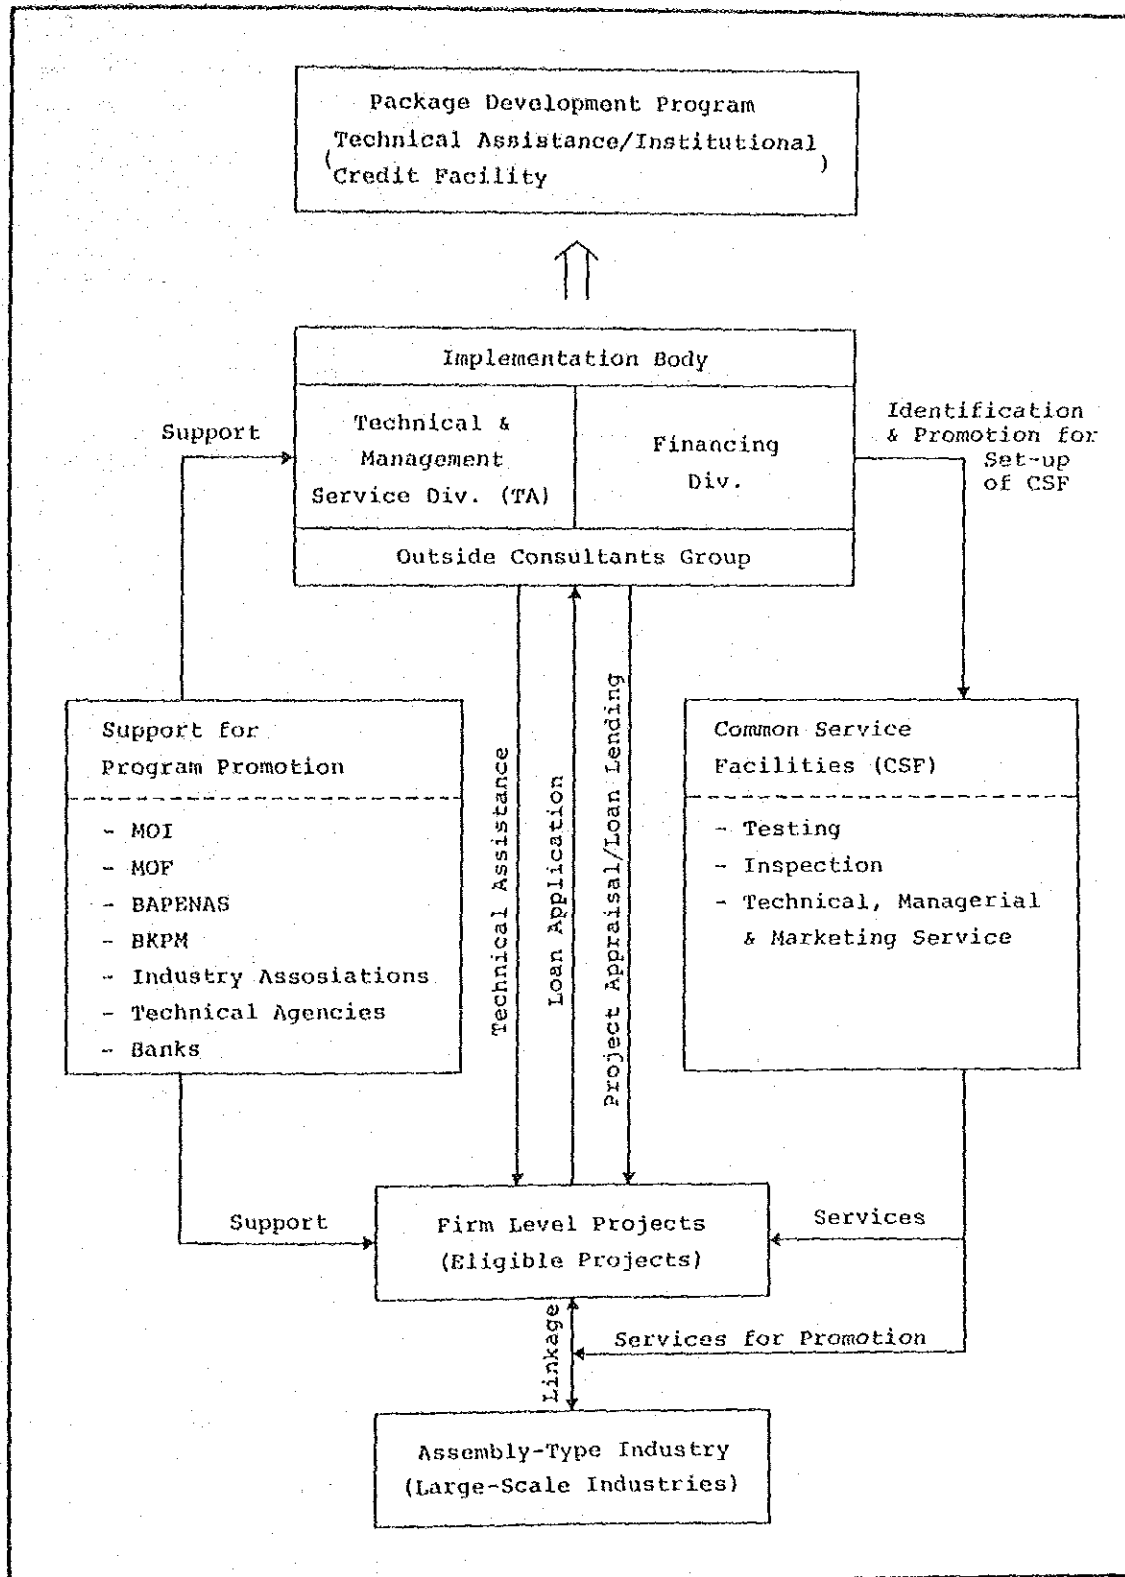 Package Development Program
(Technical Assistance/Institutional
Credit Facility)
Implementation Body
Technical &
Management
Service Div. (TA)
Financing
Div.
Outside Consultants Group
Support
Identification
& Promotion for
Set-up
of CSF
Support for
Program Promotion
- MOI
- MOF
- BAPENAS
- BKPM
- Industry Assosiations
- Technical Agencies
- Banks
Technical Assistance
Loan Application
Project Appraisal/Loan Lending
Common Service
Facilities (CSF)
- Testing
- Inspection
- Technical, Managerial
& Marketing Service
Support
Firm Level Projects
(Eligible Projects)
Services
Linkage
Services for Promotion
Assembly-Type Industry
(Large-Scale Industries)